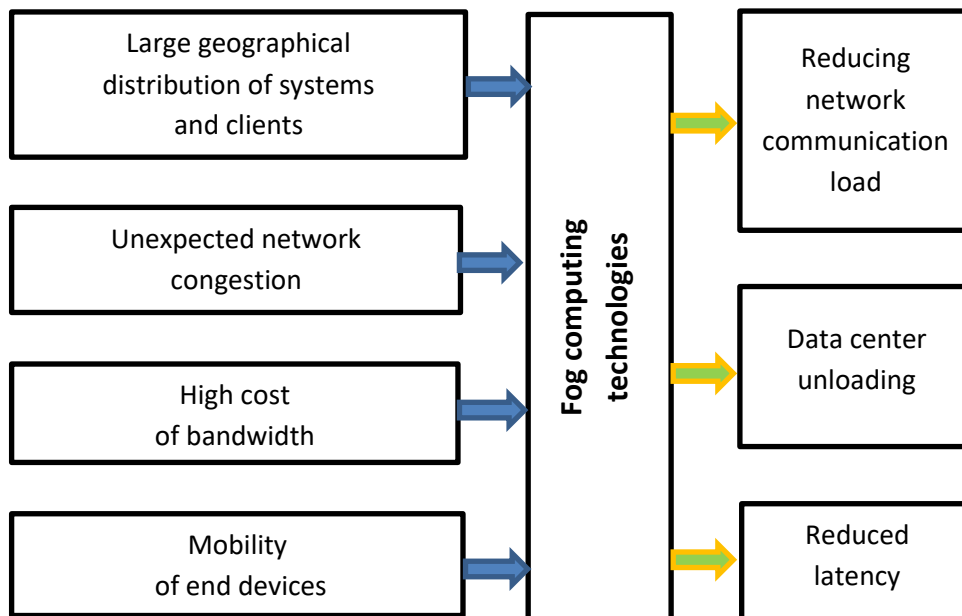 Large geographical
distribution of systems
and clients
Unexpected network
congestion
High cost
of bandwidth
Mobility
of end devices
Fog computing
technologies
Reducing
network
communication
load
Data center
unloading
Reduced
latency